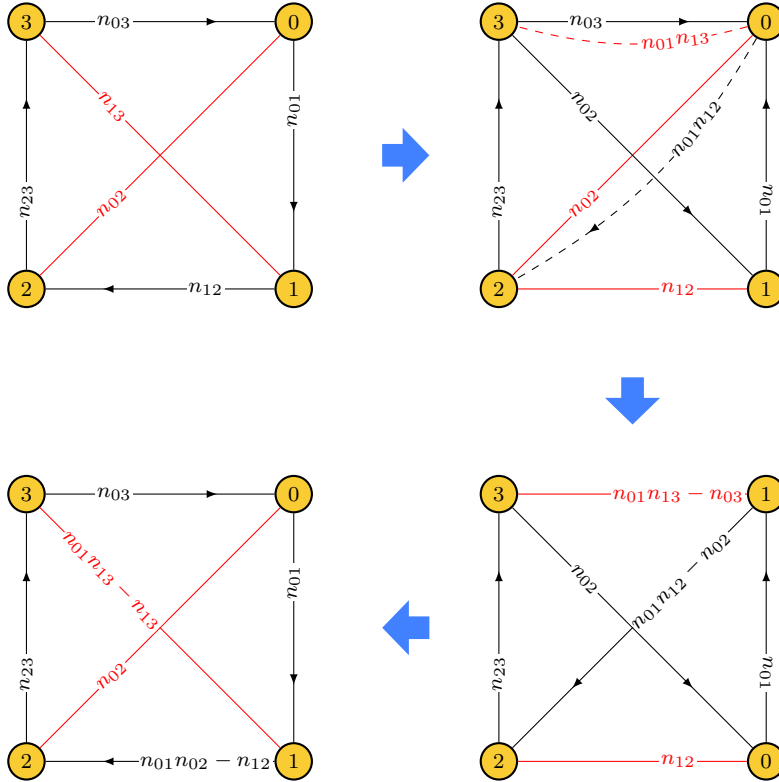 3 n₀₃ 0
n₁₃
n₀₁
n₀₂
n₂₃
2 n₁₂ 1
3 n₀₃ 0
n₀₁n₁₃
n₀₂
n₀₁n₁₂
n₀₂
n₂₃
n₀₁
2 n₁₂ 1
3 n₀₃ 0
n₀₁n₁₃ − n₁₃
n₀₁
n₀₂
n₂₃
2 n₀₁n₀₂ − n₁₂ 1
3 n₀₁n₁₃ − n₀₃ 1
n₀₂
n₀₁n₁₂ − n₀₂
n₂₃
n₀₁
2 n₁₂ 0